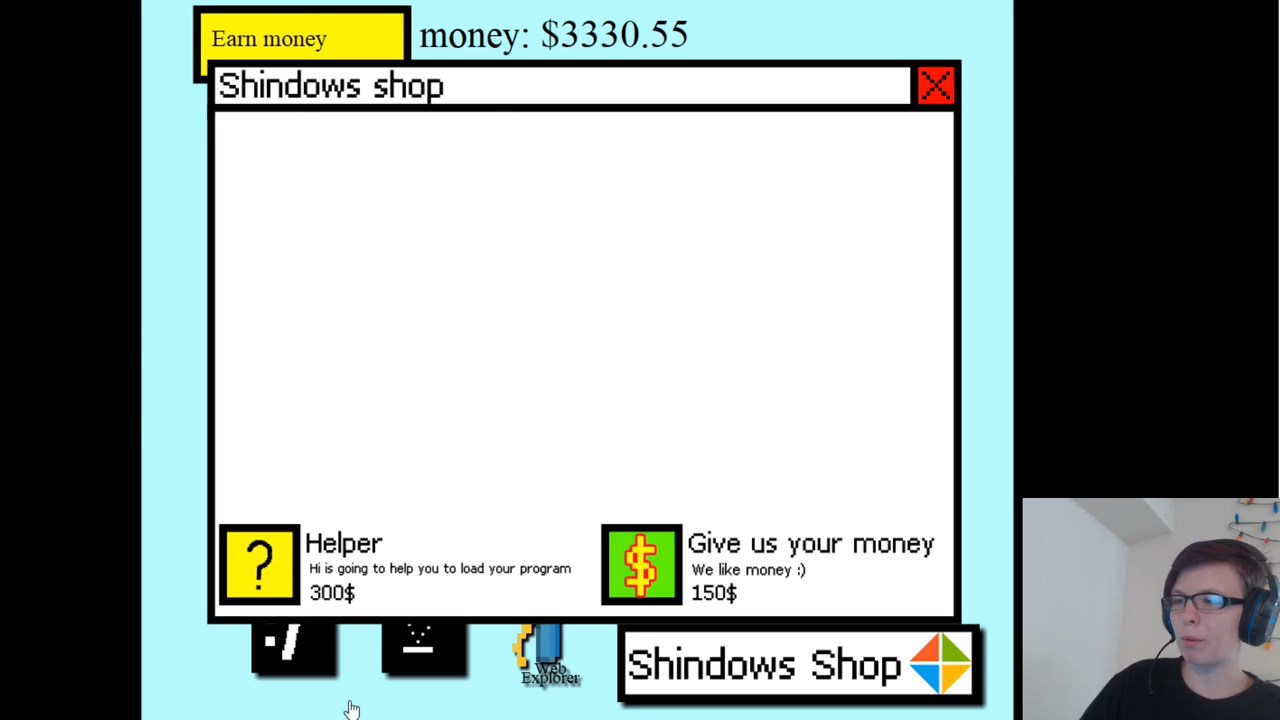 Earn money
money: $3330.55
Shindows shop
Helper
Hi is going to help you to load your program
300$
Give us your money
We like money :)
150$
Web
Explorer
Shindows Shop